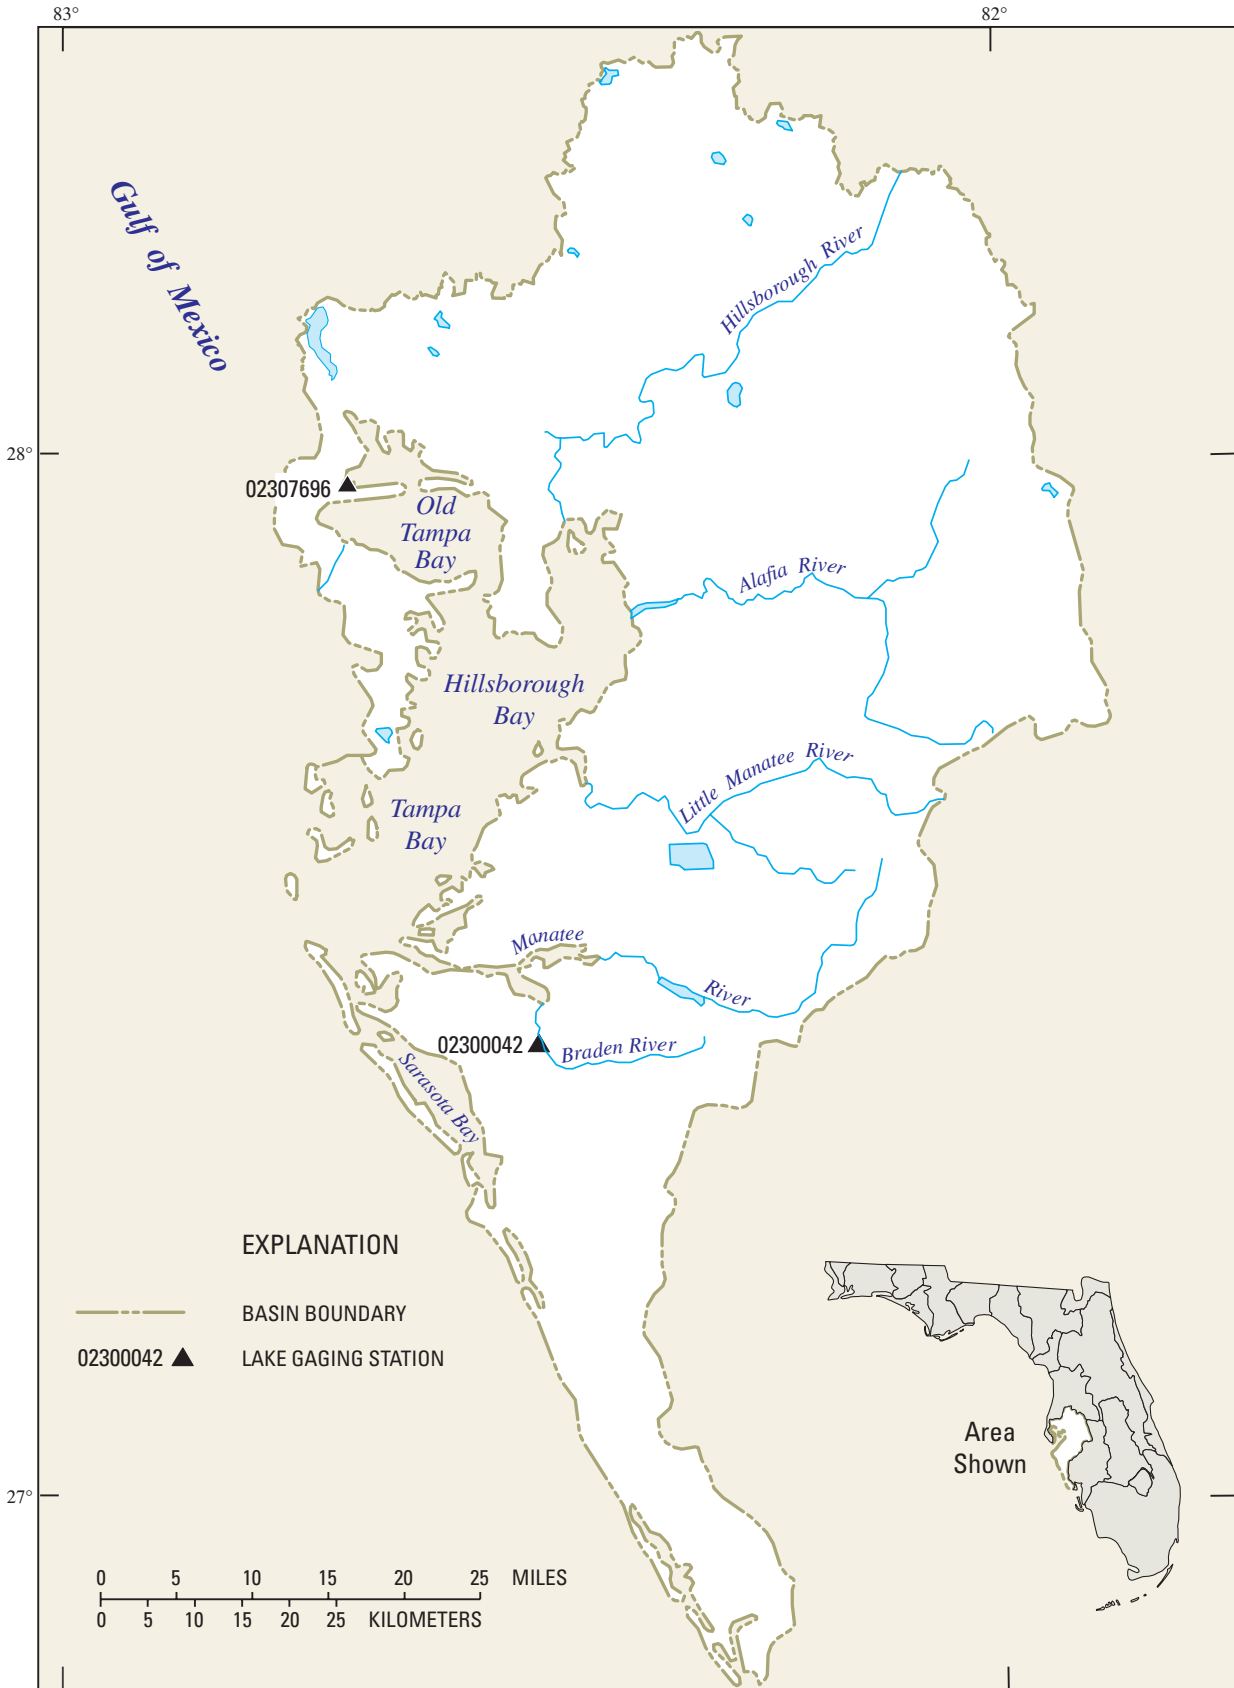 83°
82°
Gulf of Mexico
Hillsborough River
28°
02307696
Old
Tampa
Bay
Alafia River
Hillsborough
Bay
Little Manatee River
Tampa
Bay
Manatee
River
02300042
Braden River
Sarasota Bay
EXPLANATION
BASIN BOUNDARY
02300042
LAKE GAGING STATION
Area
Shown
27°
0 5 10 15 20 25 MILES
0 5 10 15 20 25 KILOMETERS